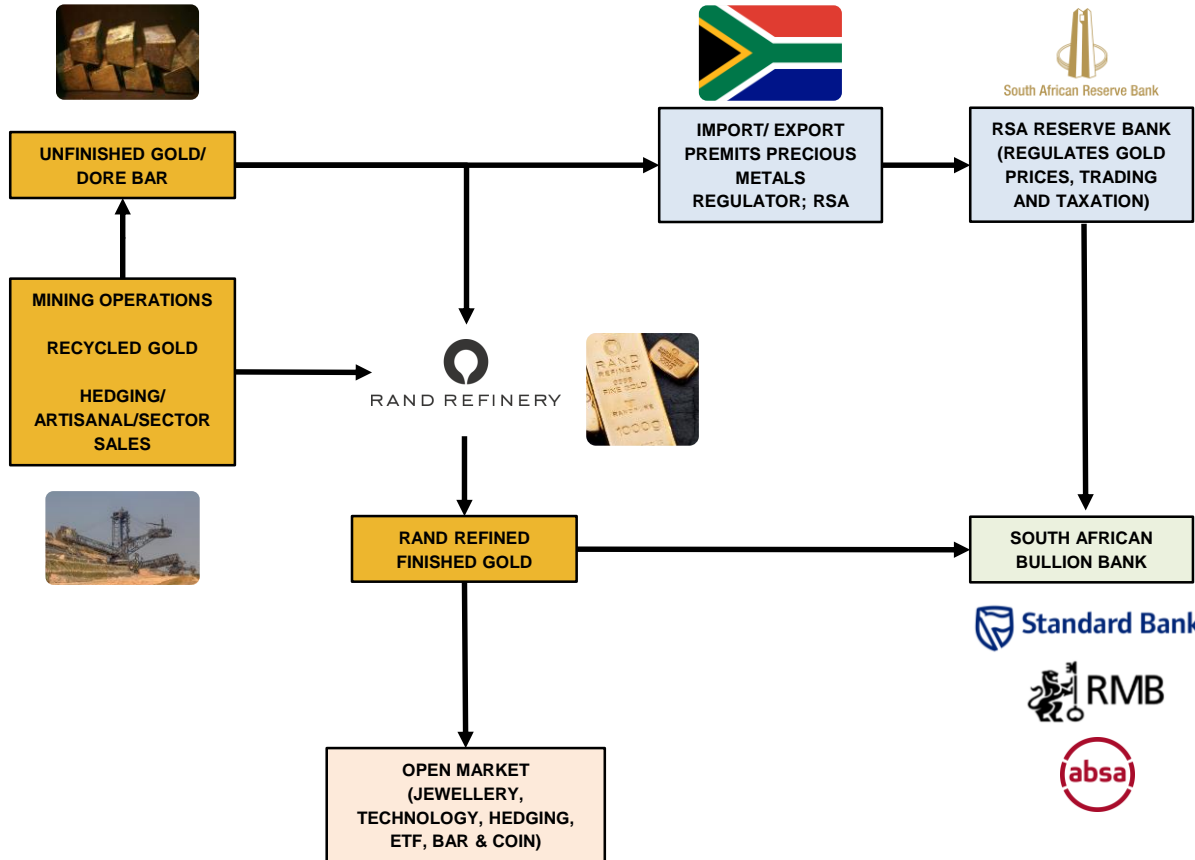 South African Reserve Bank
UNFINISHED GOLD/
DORE BAR
IMPORT/ EXPORT
PREMITS PRECIOUS
METALS
REGULATOR; RSA
RSA RESERVE BANK
(REGULATES GOLD
PRICES, TRADING
AND TAXATION)
MINING OPERATIONS
RECYCLED GOLD
HEDGING/
ARTISANAL/SECTOR
SALES
RAND REFINERY
RAND
REFINERY
FINE GOLD
1000g
RAND REFINED
FINISHED GOLD
SOUTH AFRICAN
BULLION BANK
Standard Bank
RMB
absa
OPEN MARKET
(JEWELLERY,
TECHNOLOGY, HEDGING,
ETF, BAR & COIN)